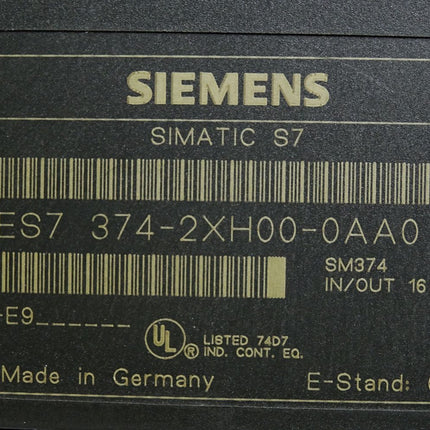 SIEMENS
SIMATIC S7
ES7 374-2XH00-0AA0
SM374
IN/OUT 16
-E9______
UL ® LISTED 74D7
IND. CONT. EQ.
Made in Germany E-Stand: